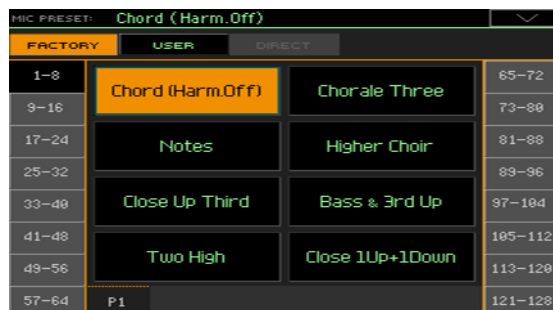 MIC PRESET: Chord (Harm.Off)
FACTORY USER DIRECT
1-8 Chord (Harm.Off) Chorale Three 65-72
9-16 73-80
17-24 Notes Higher Choir 81-88
25-32 89-96
33-40 Close Up Third Bass & 3rd Up 97-104
41-48 105-112
Two High Close 1Up+1Down
49-56 113-120
57-64 P1 121-128